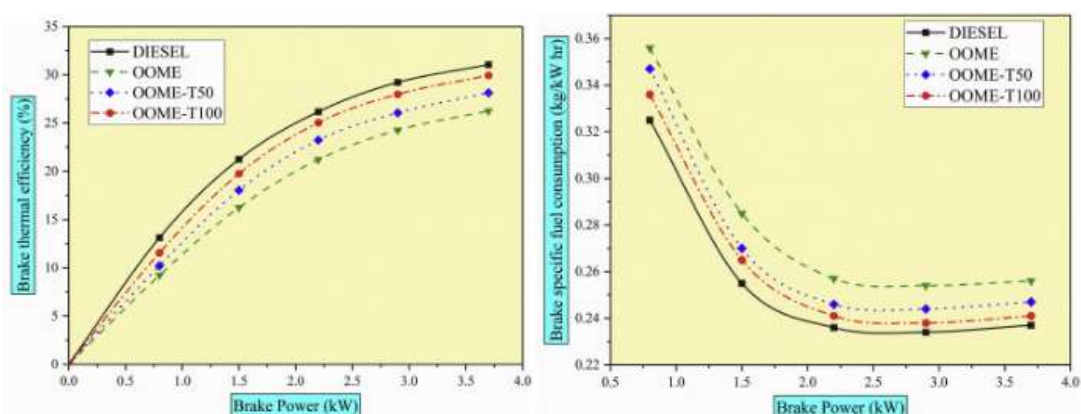 DIESEL
OOME
OOME-T50
OOME-T100
Brake thermal efficiency (%)
35
30
25
20
15
10
5
0
0.0 0.5 1.0 1.5 2.0 2.5 3.0 3.5 4.0
Brake Power (kW)
DIESEL
OOME
OOME-T50
OOME-T100
Brake specific fuel consumption (kg/kW hr)
0.36
0.34
0.32
0.30
0.28
0.26
0.24
0.22
0.5 1.0 1.5 2.0 2.5 3.0 3.5 4.0
Brake Power (kW)